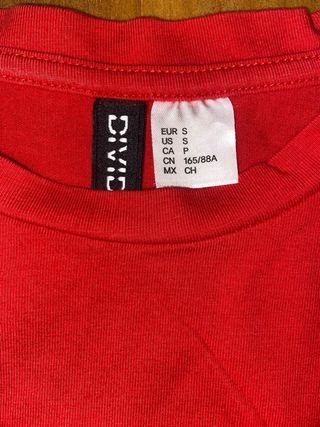 DIVID
EUR S
US S
CA P
CN 165/88A
MX CH